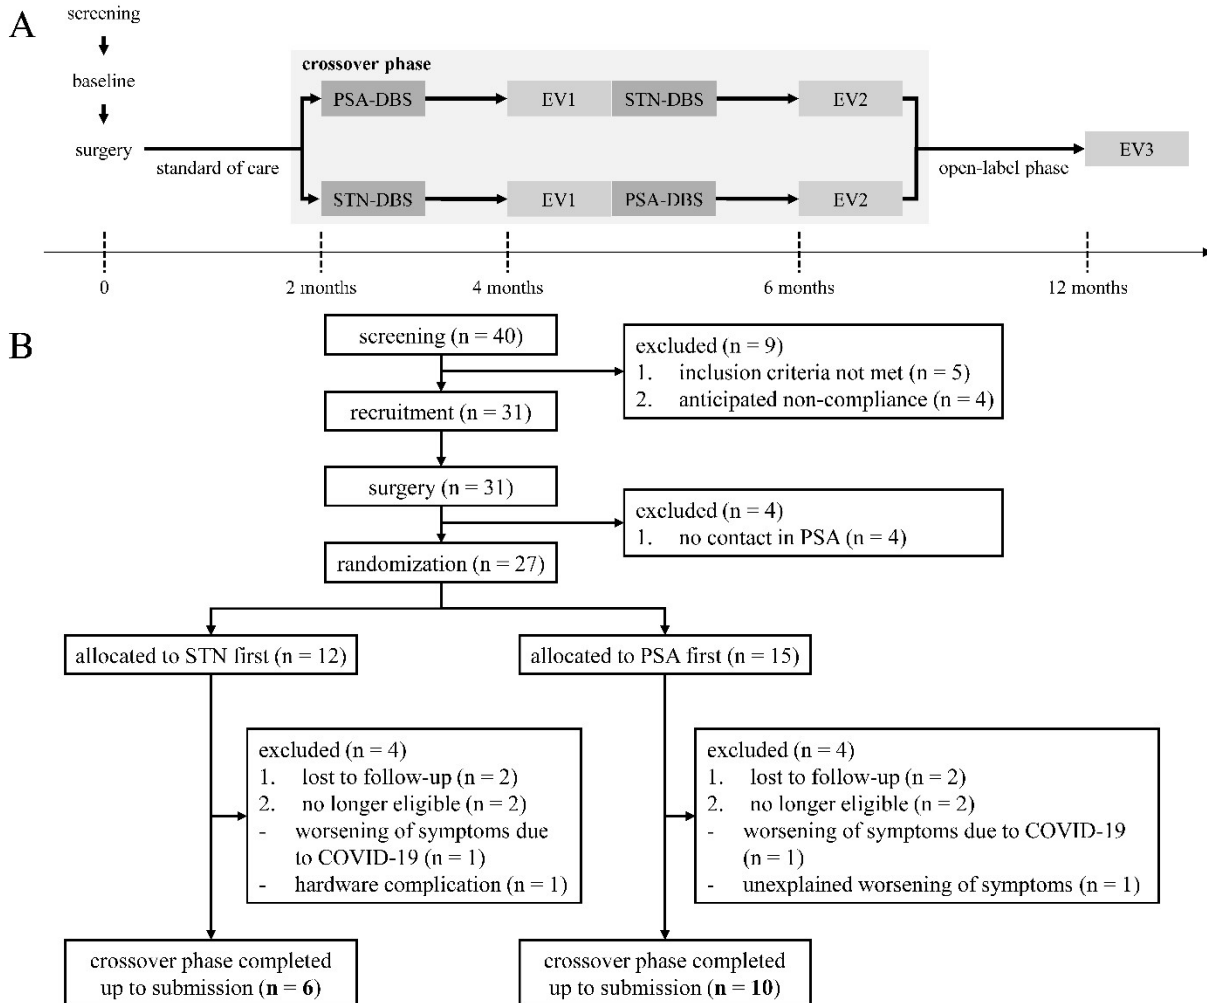 A
screening
baseline
surgery
standard of care
crossover phase
PSA-DBS
EV1
STN-DBS
EV2
STN-DBS
EV1
PSA-DBS
EV2
open-label phase
EV3
0
2 months
4 months
6 months
12 months
B
screening (n = 40)
excluded (n = 9)
1. inclusion criteria not met (n = 5)
2. anticipated non-compliance (n = 4)
recruitment (n = 31)
surgery (n = 31)
excluded (n = 4)
1. no contact in PSA (n = 4)
randomization (n = 27)
allocated to STN first (n = 12)
allocated to PSA first (n = 15)
excluded (n = 4)
1. lost to follow-up (n = 2)
2. no longer eligible (n = 2)
- worsening of symptoms due
to COVID-19 (n = 1)
- hardware complication (n = 1)
excluded (n = 4)
1. lost to follow-up (n = 2)
2. no longer eligible (n = 2)
- worsening of symptoms due to COVID-19
(n = 1)
- unexplained worsening of symptoms (n = 1)
crossover phase completed
up to submission (n = 6)
crossover phase completed
up to submission (n = 10)